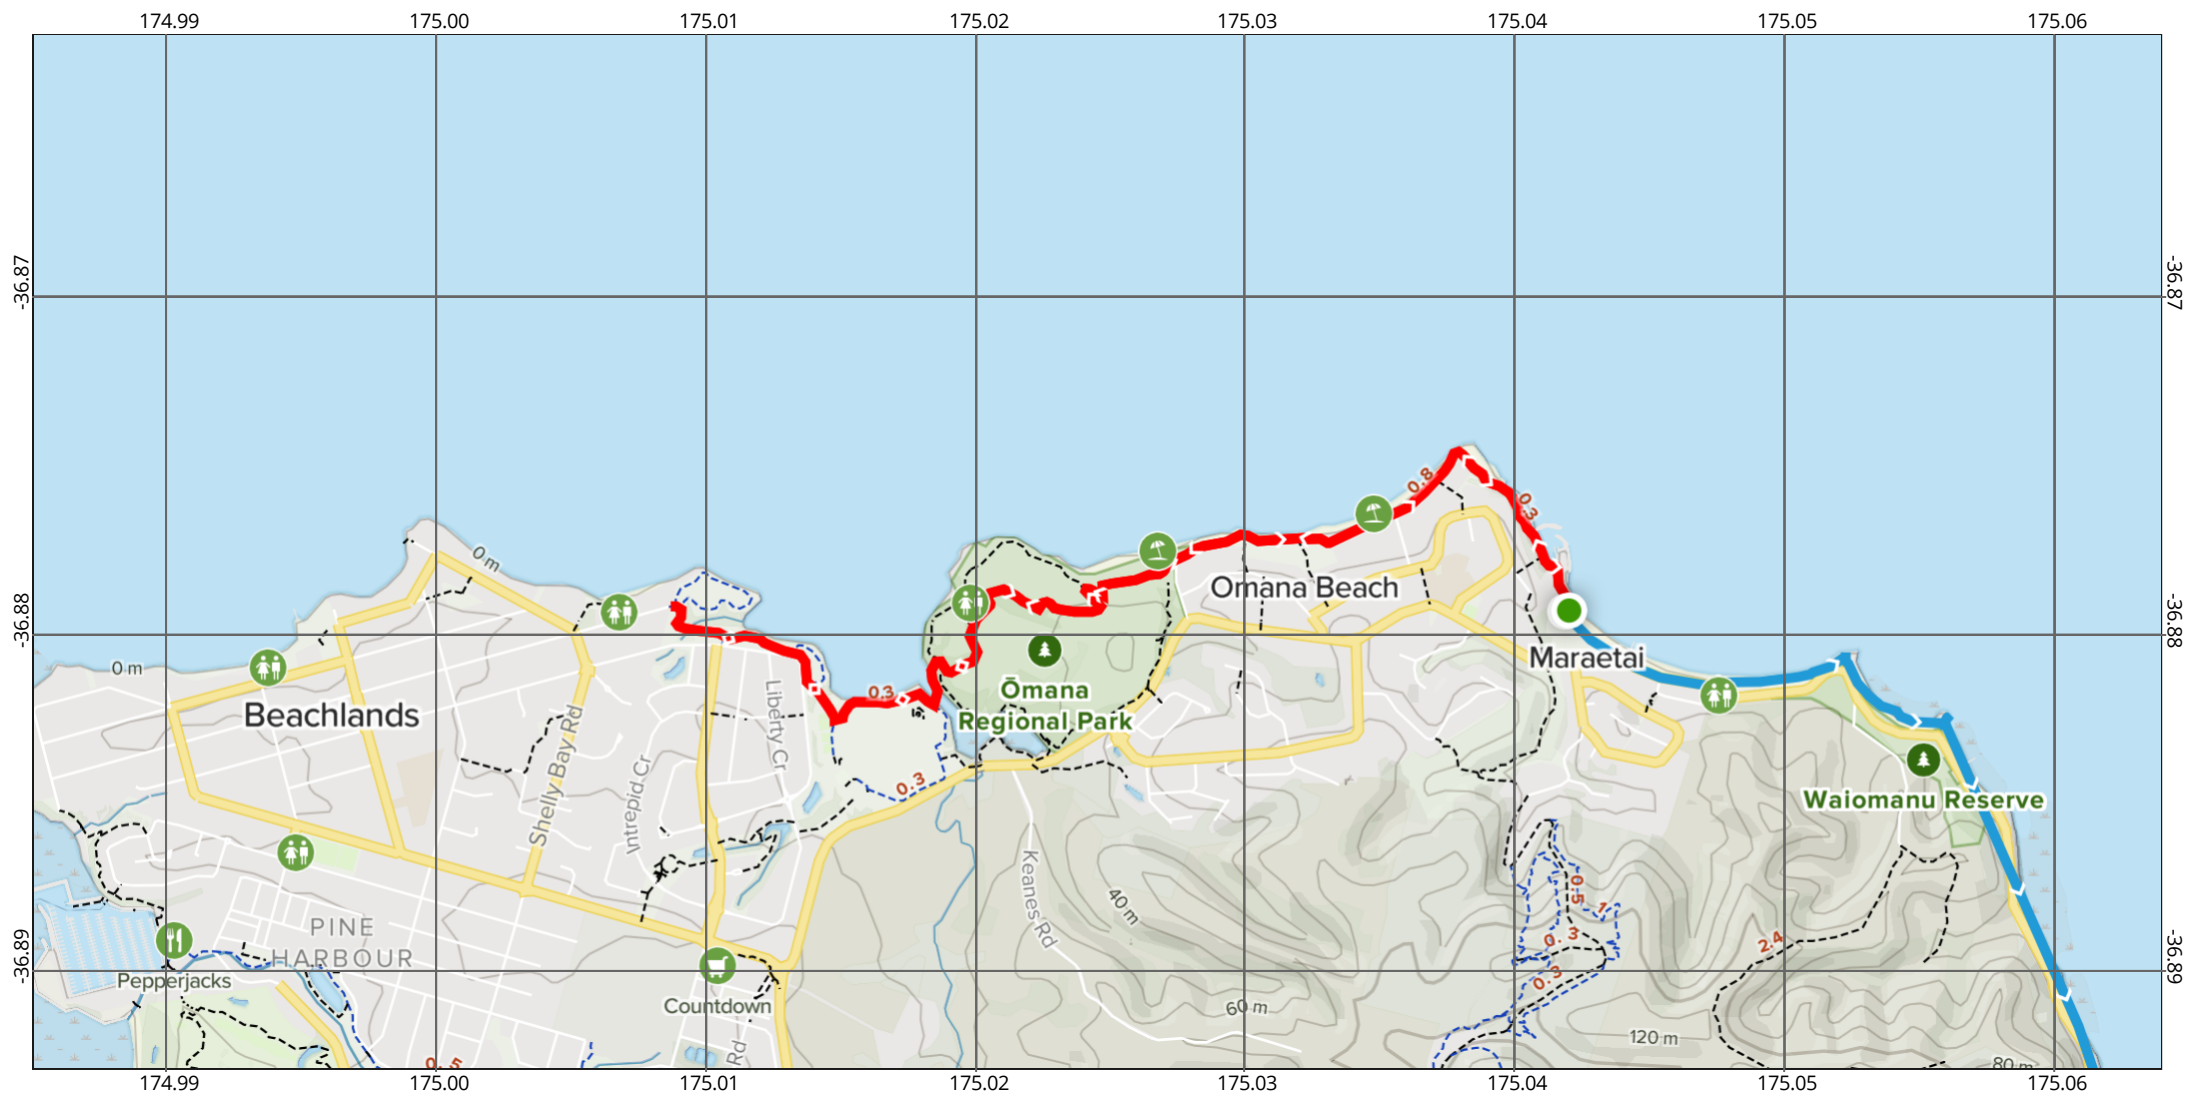 174.99 175.00 175.01 175.02 175.03 175.04 175.05 175.06
-36.87
-36.87
0.8
0.3
0 m
Omana Beach
-36.88
-36.88
0 m
Maraetai
Beachlands
0.3
Ōmana
Regional Park
Liberty Cr
Shelly Bay Rd
Intrepid Cr
0.3
Waiomanu Reserve
Keanes Rd
40 m
0.5
1
PINE
HARBOUR
0.3
2.4
-36.89
-36.89
Pepperjacks
0.3
Countdown
60 m
120 m
Rd
0.5
80 m
174.99 175.00 175.01 175.02 175.03 175.04 175.05 175.06